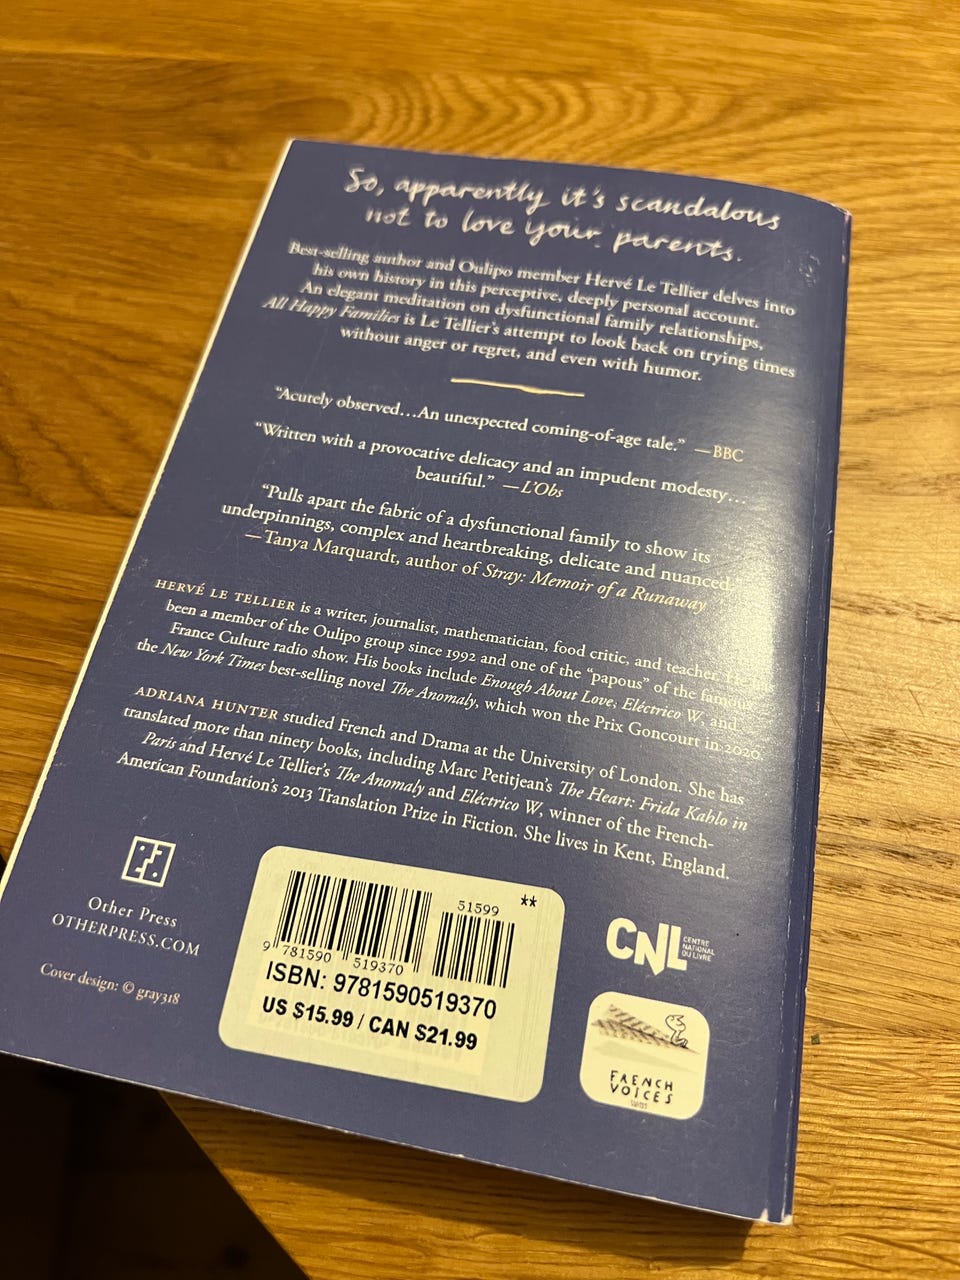 So, apparently it's scandalous
not to love your parents.
Best-selling author and Oulipo member Hervé Le Tellier delves into
his own history in this perceptive, deeply personal account.
An elegant meditation on dysfunctional family relationships,
All Happy Families is Le Tellier's attempt to look back on trying times
without anger or regret, and even with humor.
“Acutely observed…An unexpected coming-of-age tale.” —BBC
“Written with a provocative delicacy and an impudent modesty…
beautiful.” —L'Obs
“Pulls apart the fabric of a dysfunctional family to show its
underpinnings, complex and heartbreaking, delicate and nuanced.”
—Tanya Marquardt, author of Stray: Memoir of a Runaway
HERVÉ LE TELLIER is a writer, journalist, mathematician, food critic, and teacher. He has
been a member of the Oulipo group since 1992 and one of the “papous” of the famous
France Culture radio show. His books include Enough About Love, Eléctrico W, and
the New York Times best-selling novel The Anomaly, which won the Prix Goncourt in 2020.
ADRIANA HUNTER studied French and Drama at the University of London. She has
translated more than ninety books, including Marc Petitjean's The Heart: Frida Kahlo in
Paris and Hervé Le Tellier's The Anomaly and Eléctrico W, winner of the French-
American Foundation's 2013 Translation Prize in Fiction. She lives in Kent, England.
Other Press
OTHERPRESS.COM
Cover design: © gray318
51599 **
9 781590 519370
ISBN: 9781590519370
US $15.99 / CAN $21.99
CNL CENTRE
NATIONAL
DU LIVRE
FRENCH
VOICES